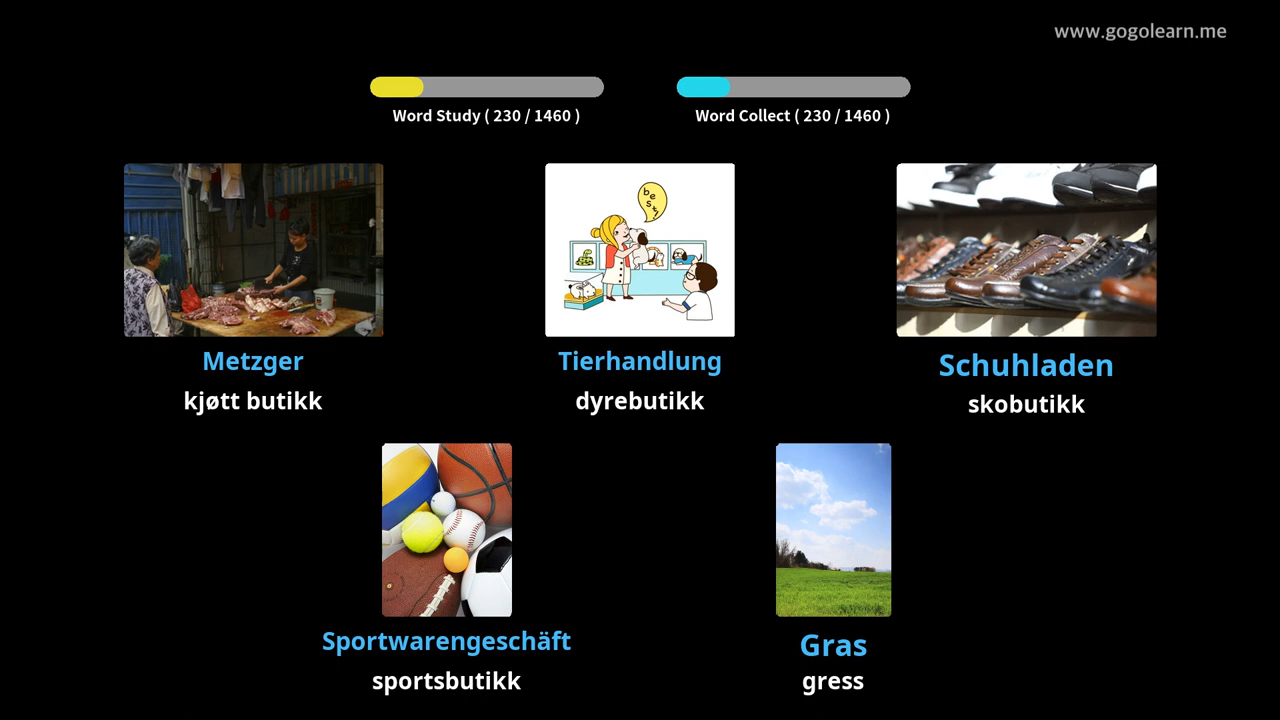 www.gogolearn.me
Word Study ( 230 / 1460 )
Word Collect ( 230 / 1460 )
best
Metzger
Tierhandlung
Schuhladen
kjøtt butikk
dyrebutikk
skobutikk
Sportwarengeschäft
Gras
sportsbutikk
gress